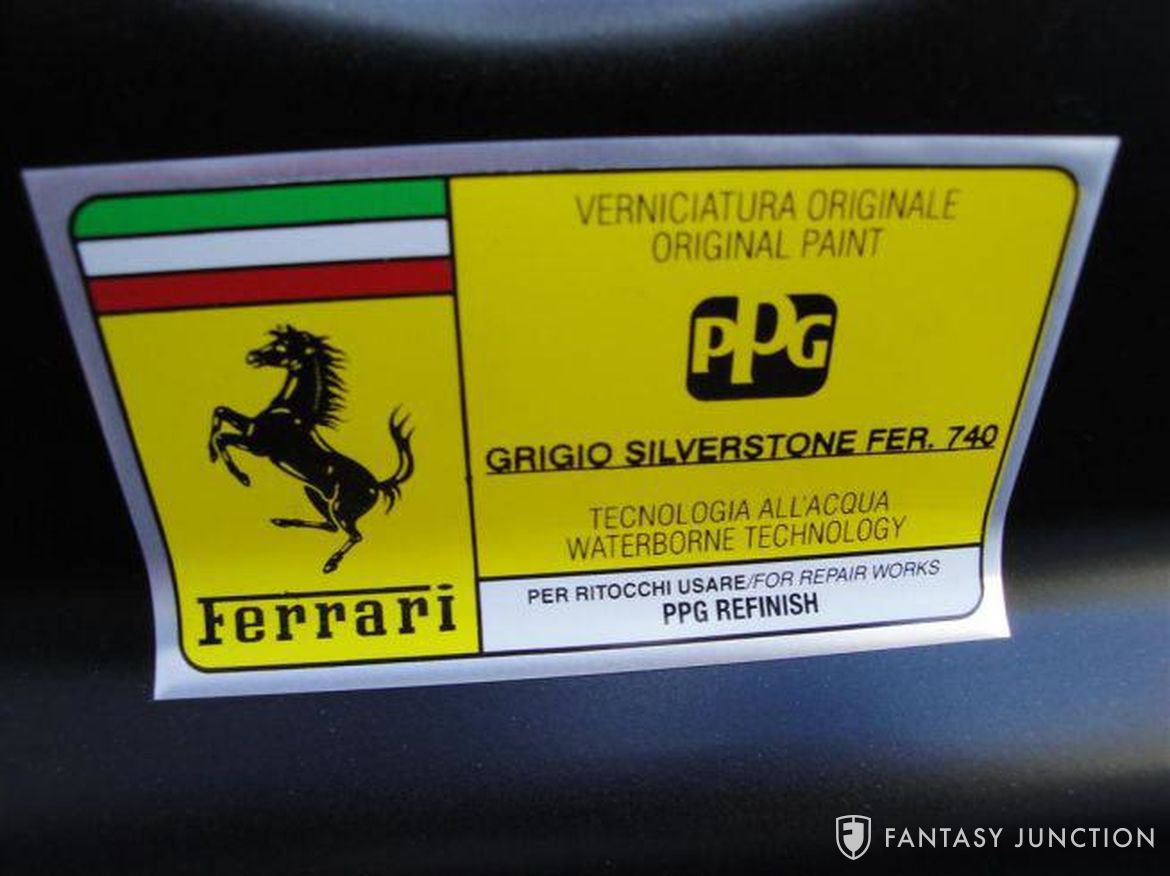 Ferrari
VERNICIATURA ORIGINALE
ORIGINAL PAINT
PPG
GRIGIO SILVERSTONE FER. 740
TECNOLOGIA ALL'ACQUA
WATERBORNE TECHNOLOGY
PER RITOCCHI USARE/FOR REPAIR WORKS
PPG REFINISH
FANTASY JUNCTION